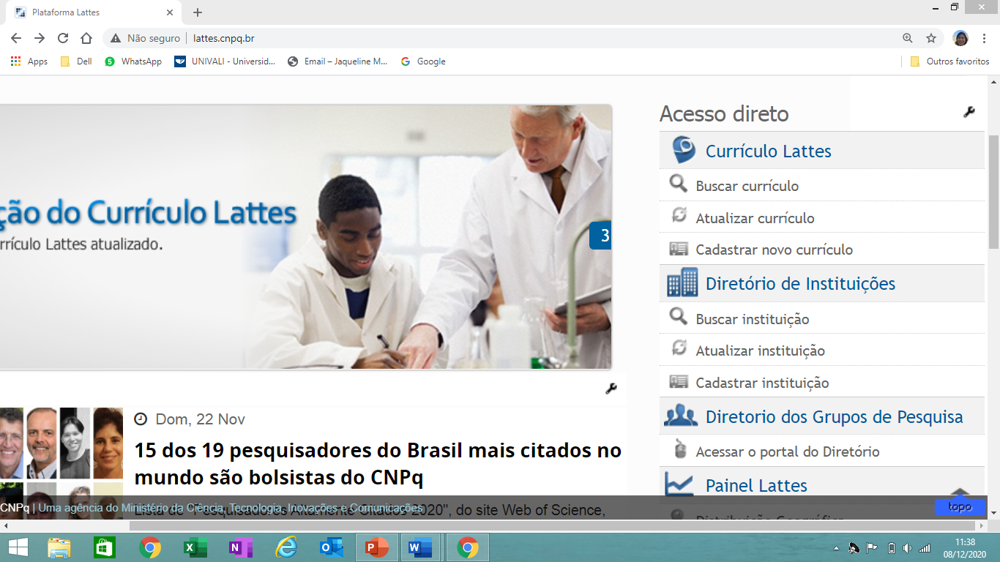 Plataforma Lattes
Não seguro | lattes.cnpq.br
Apps Dell 5 WhatsApp UNIVALI - Universid... Email – Jaqueline M... Google Outros favoritos
ção do Currículo Lattes
rrículo Lattes atualizado.
3
Dom, 22 Nov
15 dos 19 pesquisadores do Brasil mais citados no
mundo são bolsistas do CNPq
Lista de "Pesquisadores Altamente Citados 2020", do site Web of Science,
CNPq | Uma agência do Ministério da Ciência, Tecnologia, Inovações e Comunicações
Acesso direto
Currículo Lattes
Buscar currículo
Atualizar currículo
Cadastrar novo currículo
Diretório de Instituições
Buscar instituição
Atualizar instituição
Cadastrar instituição
Diretorio dos Grupos de Pesquisa
Acessar o portal do Diretório
Painel Lattes
Distribuição Geográfica
topo
11:38
08/12/2020